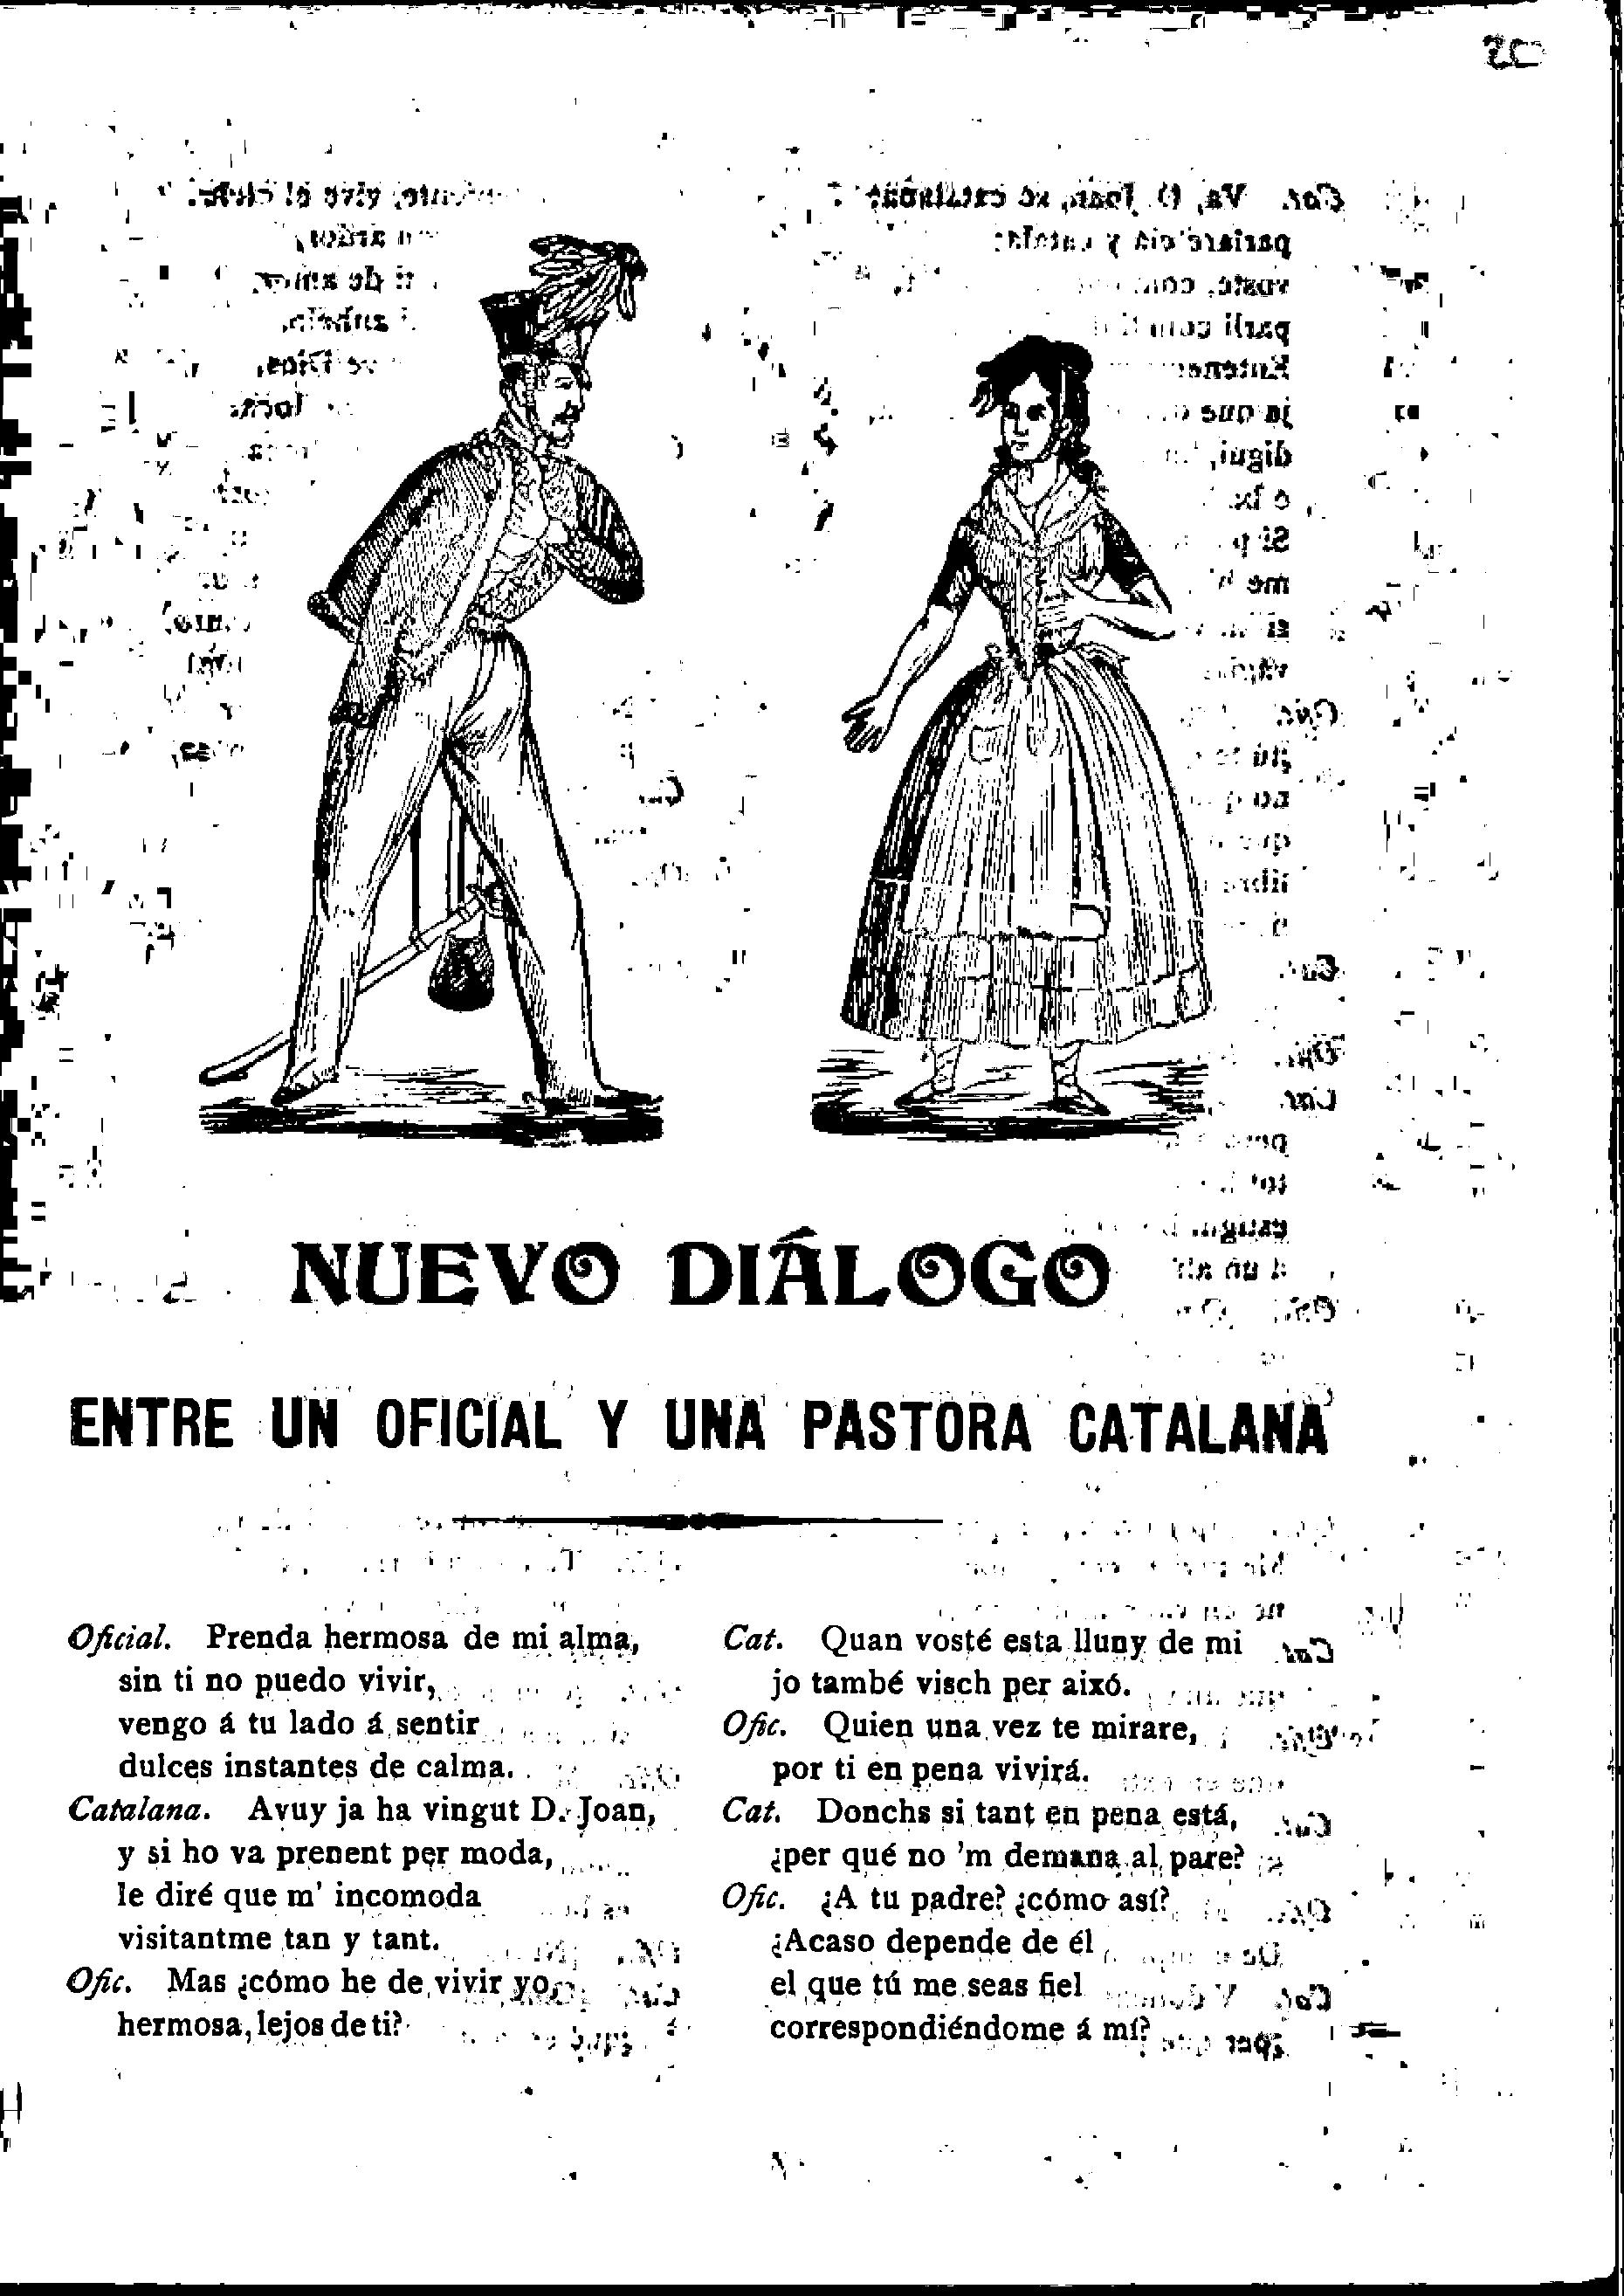 NUEVO DIÁLOGO
ENTRE UN OFICIAL Y UNA PASTORA CATALANA
Oficial. Prenda hermosa de mi alma,
sin ti no puedo vivir,
vengo á tu lado á sentir
dulces instantes de calma.
Catalana. Avuy ja ha vingut D. Joan,
y si ho va prenent per moda,
le diré que m' incomoda
visitantme tan y tant.
Ofic. Mas ¿cómo he de vivir yo,
hermosa, lejos de ti?
Cat. Quan vosté esta lluny de mi
jo també visch per aixó.
Ofic. Quien una vez te mirare,
por ti en pena vivirá.
Cat. Donchs si tant en pena está,
¿per qué no 'm demana al pare?
Ofic. ¿A tu padre? ¿cómo así?
¿Acaso depende de él
el que tú me seas fiel
correspondiéndome á mí?